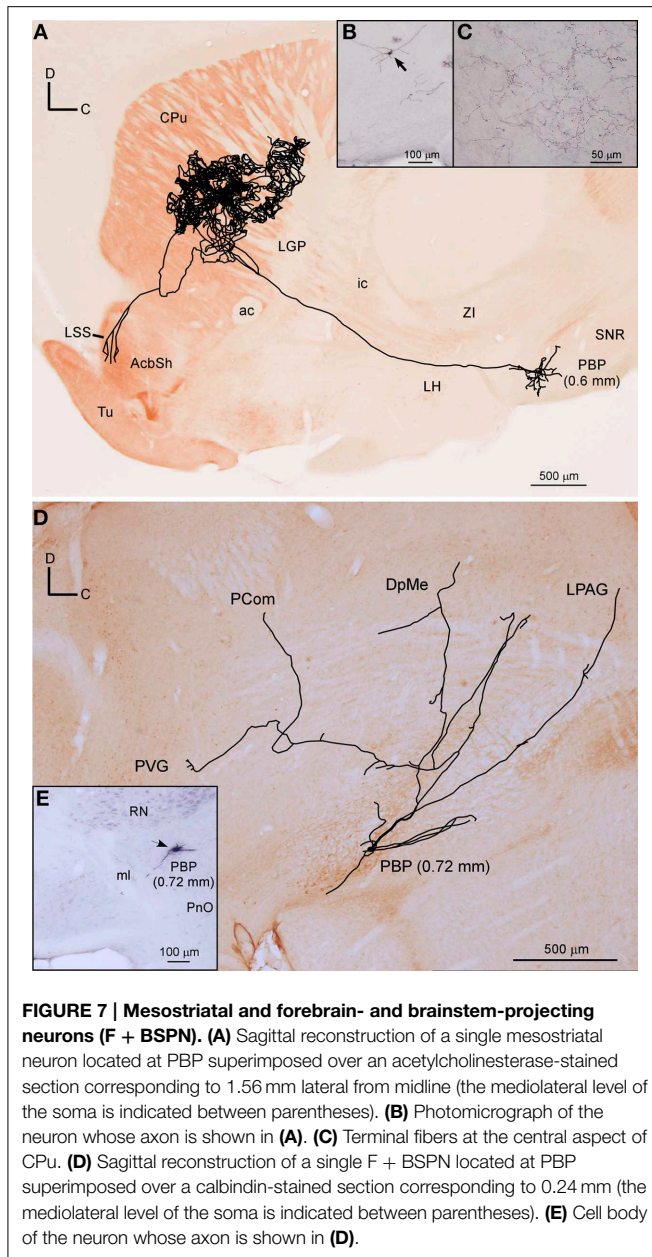 A
D
C
CPu
LGP
ic
ac
ZI
SNR
LSS
AcbSh
PBP
(0.6 mm)
LH
Tu
500 µm
B
100 µm
C
50 µm
D
D
C
PCom
DpMe
LPAG
PVG
PBP (0.72 mm)
500 µm
E
RN
PBP
(0.72 mm)
ml
PnO
100 µm
FIGURE 7 | Mesostriatal and forebrain- and brainstem-projecting
neurons (F + BSPN). (A) Sagittal reconstruction of a single mesostriatal
neuron located at PBP superimposed over an acetylcholinesterase-stained
section corresponding to 1.56 mm lateral from midline (the mediolateral level of
the soma is indicated between parentheses). (B) Photomicrograph of the
neuron whose axon is shown in (A). (C) Terminal fibers at the central aspect of
CPu. (D) Sagittal reconstruction of a single F + BSPN located at PBP
superimposed over a calbindin-stained section corresponding to 0.24 mm (the
mediolateral level of the soma is indicated between parentheses). (E) Cell body
of the neuron whose axon is shown in (D).